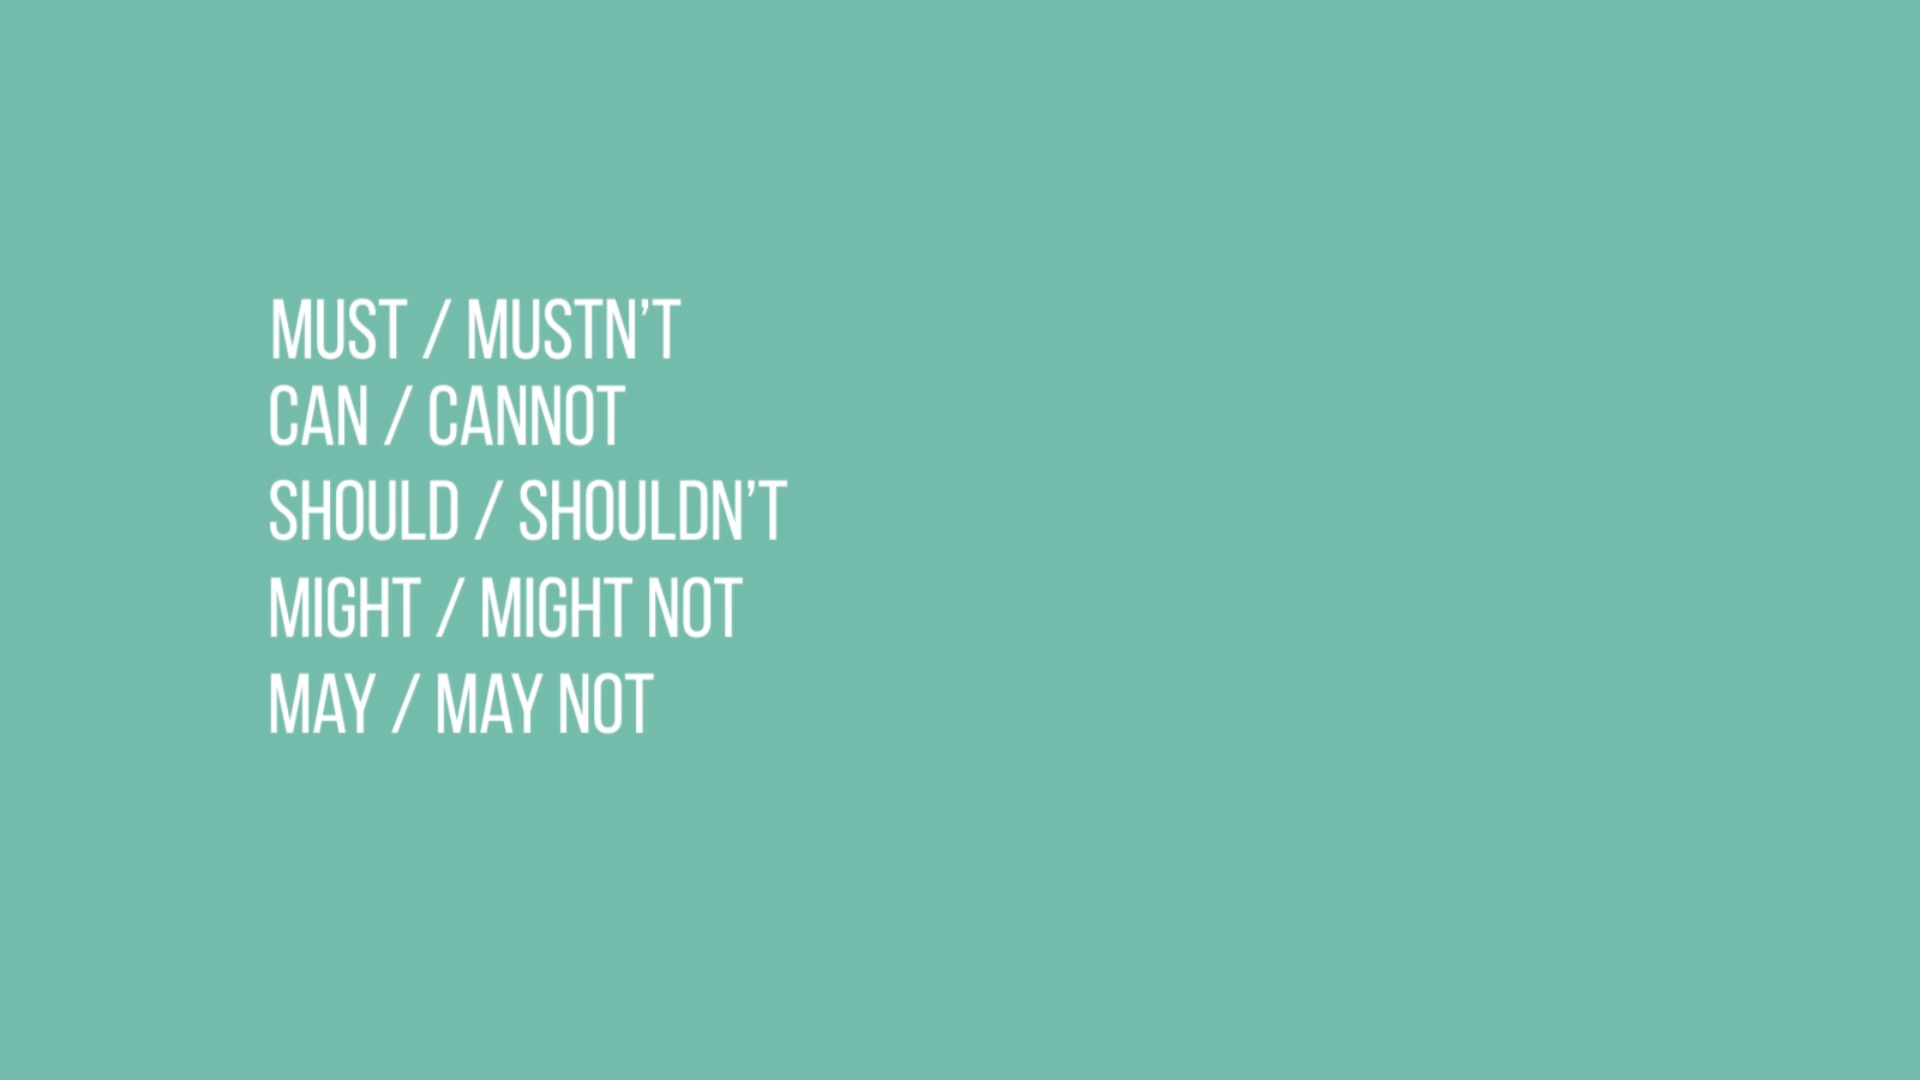 MUST / MUSTN’T
CAN / CANNOT
SHOULD / SHOULDN’T
MIGHT / MIGHT NOT
MAY / MAY NOT